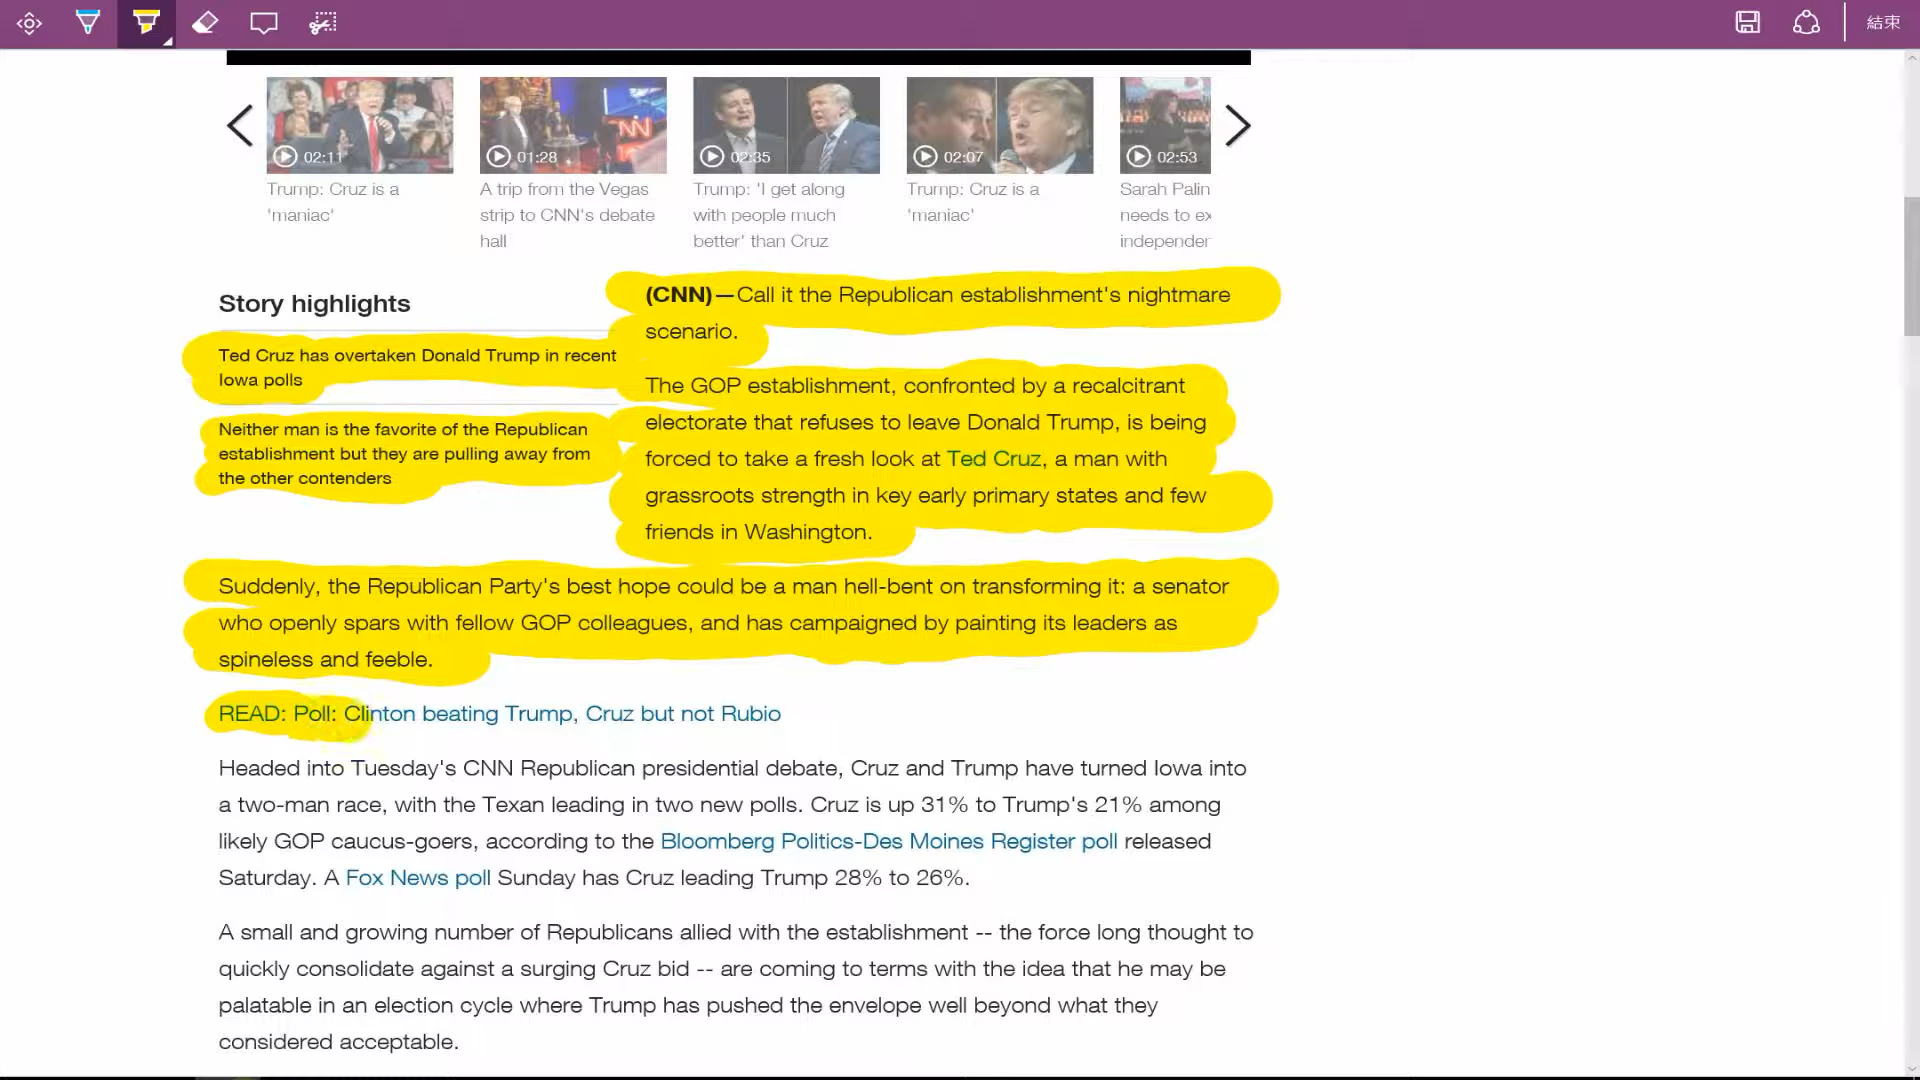 結束
02:11
01:28
02:35
02:07
02:53
Trump: Cruz is a
'maniac'
A trip from the Vegas
strip to CNN's debate
hall
Trump: 'I get along
with people much
better' than Cruz
Trump: Cruz is a
'maniac'
Sarah Palin
needs to ex
independer
Story highlights
Ted Cruz has overtaken Donald Trump in recent
Iowa polls
Neither man is the favorite of the Republican
establishment but they are pulling away from
the other contenders
(CNN)—Call it the Republican establishment's nightmare
scenario.
The GOP establishment, confronted by a recalcitrant
electorate that refuses to leave Donald Trump, is being
forced to take a fresh look at Ted Cruz, a man with
grassroots strength in key early primary states and few
friends in Washington.
Suddenly, the Republican Party's best hope could be a man hell-bent on transforming it: a senator
who openly spars with fellow GOP colleagues, and has campaigned by painting its leaders as
spineless and feeble.
READ: Poll: Clinton beating Trump, Cruz but not Rubio
Headed into Tuesday's CNN Republican presidential debate, Cruz and Trump have turned Iowa into
a two-man race, with the Texan leading in two new polls. Cruz is up 31% to Trump's 21% among
likely GOP caucus-goers, according to the Bloomberg Politics-Des Moines Register poll released
Saturday. A Fox News poll Sunday has Cruz leading Trump 28% to 26%.
A small and growing number of Republicans allied with the establishment -- the force long thought to
quickly consolidate against a surging Cruz bid -- are coming to terms with the idea that he may be
palatable in an election cycle where Trump has pushed the envelope well beyond what they
considered acceptable.